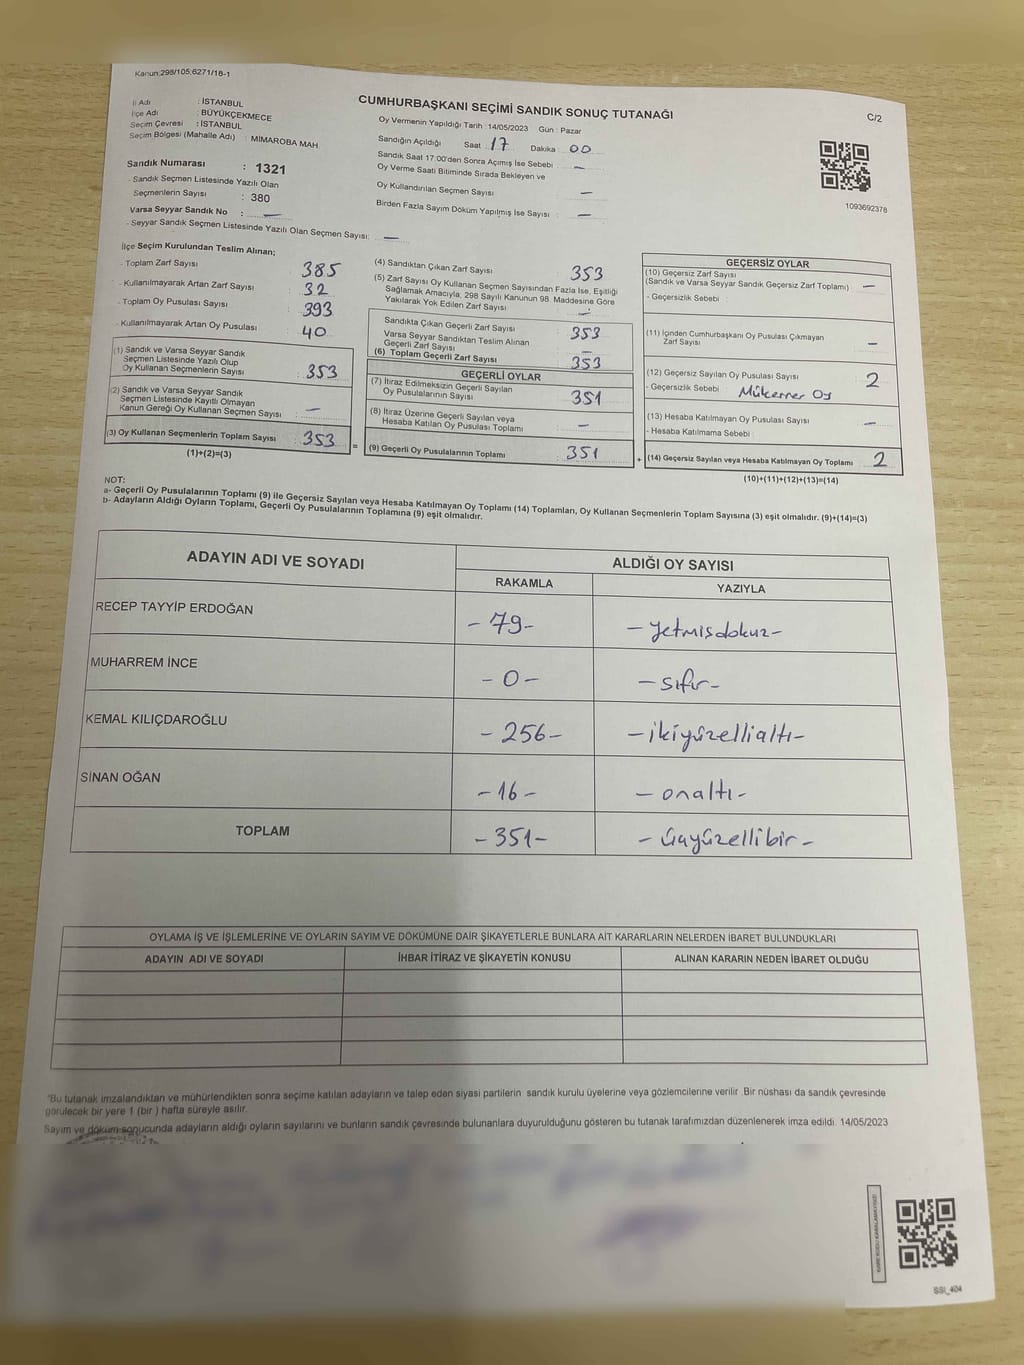 Kanun:298/105;6271/18-1
CUMHURBAŞKANI SEÇİMİ SANDIK SONUÇ TUTANAĞI
C/2
İl Adı : İSTANBUL
İlçe Adı : BÜYÜKÇEKMECE
Seçim Çevresi : İSTANBUL
Seçim Bölgesi (Mahalle Adı) : MİMAROBA MAH.
Sandık Numarası : 1321
- Sandık Seçmen Listesinde Yazılı Olan
Seçmenlerin Sayısı : 380
Varsa Seyyar Sandık No : —
- Seyyar Sandık Seçmen Listesinde Yazılı Olan Seçmen Sayısı: —
Oy Vermenin Yapıldığı Tarih :14/05/2023 Gün : Pazar
Sandığın Açıldığı Saat : 17 Dakika : 00
Sandık Saat 17:00'den Sonra Açımış İse Sebebi : —
Oy Verme Saati Bitiminde Sırada Bekleyen ve
Oy Kullandırılan Seçmen Sayısı : —
Birden Fazla Sayım Döküm Yapılmış İse Sayısı : —
1093692378
İlçe Seçim Kurulundan Teslim Alınan;
- Toplam Zarf Sayısı : 385
- Kullanılmayarak Artan Zarf Sayısı : 32
- Toplam Oy Pusulası Sayısı : 393
- Kullanılmayarak Artan Oy Pusulası : 40
(1) Sandık ve Varsa Seyyar Sandık
Seçmen Listesinde Yazılı Olup
Oy Kullanan Seçmenlerin Sayısı : 353
(2) Sandık ve Varsa Seyyar Sandık
Seçmen Listesinde Kayıtlı Olmayan
Kanun Gereği Oy Kullanan Seçmen Sayısı : —
(3) Oy Kullanan Seçmenlerin Toplam Sayısı : 353
(1)+(2)=(3)
=
(4) Sandıktan Çıkan Zarf Sayısı : 353
(5) Zarf Sayısı Oy Kullanan Seçmen Sayısından Fazla İse, Eşitliği
Sağlamak Amacıyla, 298 Sayılı Kanunun 98. Maddesine Göre
Yakılarak Yok Edilen Zarf Sayısı : —
Sandıkta Çıkan Geçerli Zarf Sayısı : 353
Varsa Seyyar Sandıktan Teslim Alınan
Geçerli Zarf Sayısı : —
(6) Toplam Geçerli Zarf Sayısı : 353
GEÇERLİ OYLAR
(7) İtiraz Edilmeksizin Geçerli Sayılan
Oy Pusulalarının Sayısı : 351
(8) İtiraz Üzerine Geçerli Sayılan veya
Hesaba Katılan Oy Pusulası Toplamı : —
(9) Geçerli Oy Pusulalarının Toplamı : 351
+
GEÇERSİZ OYLAR
(10) Geçersiz Zarf Sayısı
(Sandık ve Varsa Seyyar Sandık Geçersiz Zarf Toplamı) : —
- Geçersizlik Sebebi :
(11) İçinden Cumhurbaşkanı Oy Pusulası Çıkmayan
Zarf Sayısı : —
(12) Geçersiz Sayılan Oy Pusulası Sayısı : 2
- Geçersizlik Sebebi : Mükerrer Oy
(13) Hesaba Katılmayan Oy Pusulası Sayısı : —
- Hesaba Katılmama Sebebi :
(14) Geçersiz Sayılan veya Hesaba Katılmayan Oy Toplamı : 2
(10)+(11)+(12)+(13)=(14)
NOT:
a- Geçerli Oy Pusulalarının Toplamı (9) ile Geçersiz Sayılan veya Hesaba Katılmayan Oy Toplamı (14) Toplamları, Oy Kullanan Seçmenlerin Toplam Sayısına (3) eşit olmalıdır. (9)+(14)=(3)
b- Adayların Aldığı Oyların Toplamı, Geçerli Oy Pusulalarının Toplamına (9) eşit olmalıdır.
ADAYIN ADI VE SOYADI ALDIĞI OY SAYISI
RAKAMLA YAZIYLA
RECEP TAYYİP ERDOĞAN -79- -yetmişdokuz-
MUHARREM İNCE -0- -sıfır-
KEMAL KILIÇDAROĞLU -256- -ikiyüzellialtı-
SİNAN OĞAN -16- -onaltı-
TOPLAM -351- -üçyüzellibir-
OYLAMA İŞ VE İŞLEMLERİNE VE OYLARIN SAYIM VE DÖKÜMÜNE DAİR ŞİKAYETLERLE BUNLARA AİT KARARLARIN NELERDEN İBARET BULUNDUKLARI
ADAYIN ADI VE SOYADI İHBAR İTİRAZ VE ŞİKAYETİN KONUSU ALINAN KARARIN NEDEN İBARET OLDUĞU
*Bu tutanak imzalandıktan ve mühürlendikten sonra seçime katılan adayların ve talep eden siyasi partilerin sandık kurulu üyelerine veya gözlemcilerine verilir. Bir nüshası da sandık çevresinde
görülecek bir yere 1 (bir ) hafta süreyle asılır.
Sayım ve döküm sonucunda adayların aldığı oyların sayılarını ve bunların sandık çevresinde bulunanlara duyurulduğunu gösteren bu tutanak tarafımızdan düzenlenerek imza edildi. 14/05/2023
KARE KODU KARALAMAYINIZ
SSI_404